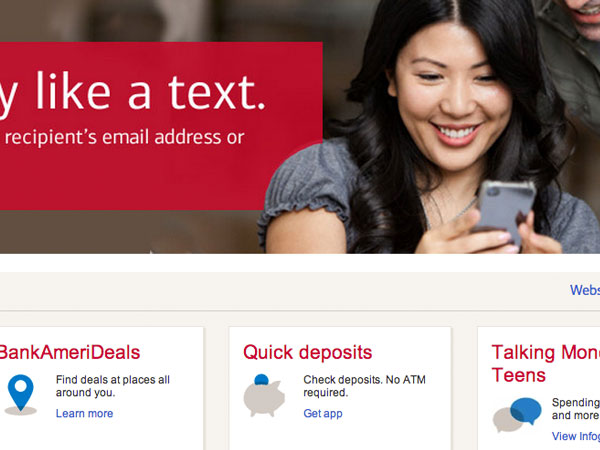 y like a text.
recipient's email address or
Webs
BankAmeriDeals
Find deals at places all
around you.
Learn more
Quick deposits
Check deposits. No ATM
required.
Get app
Talking Mone
Teens
Spending
and more
View Infog